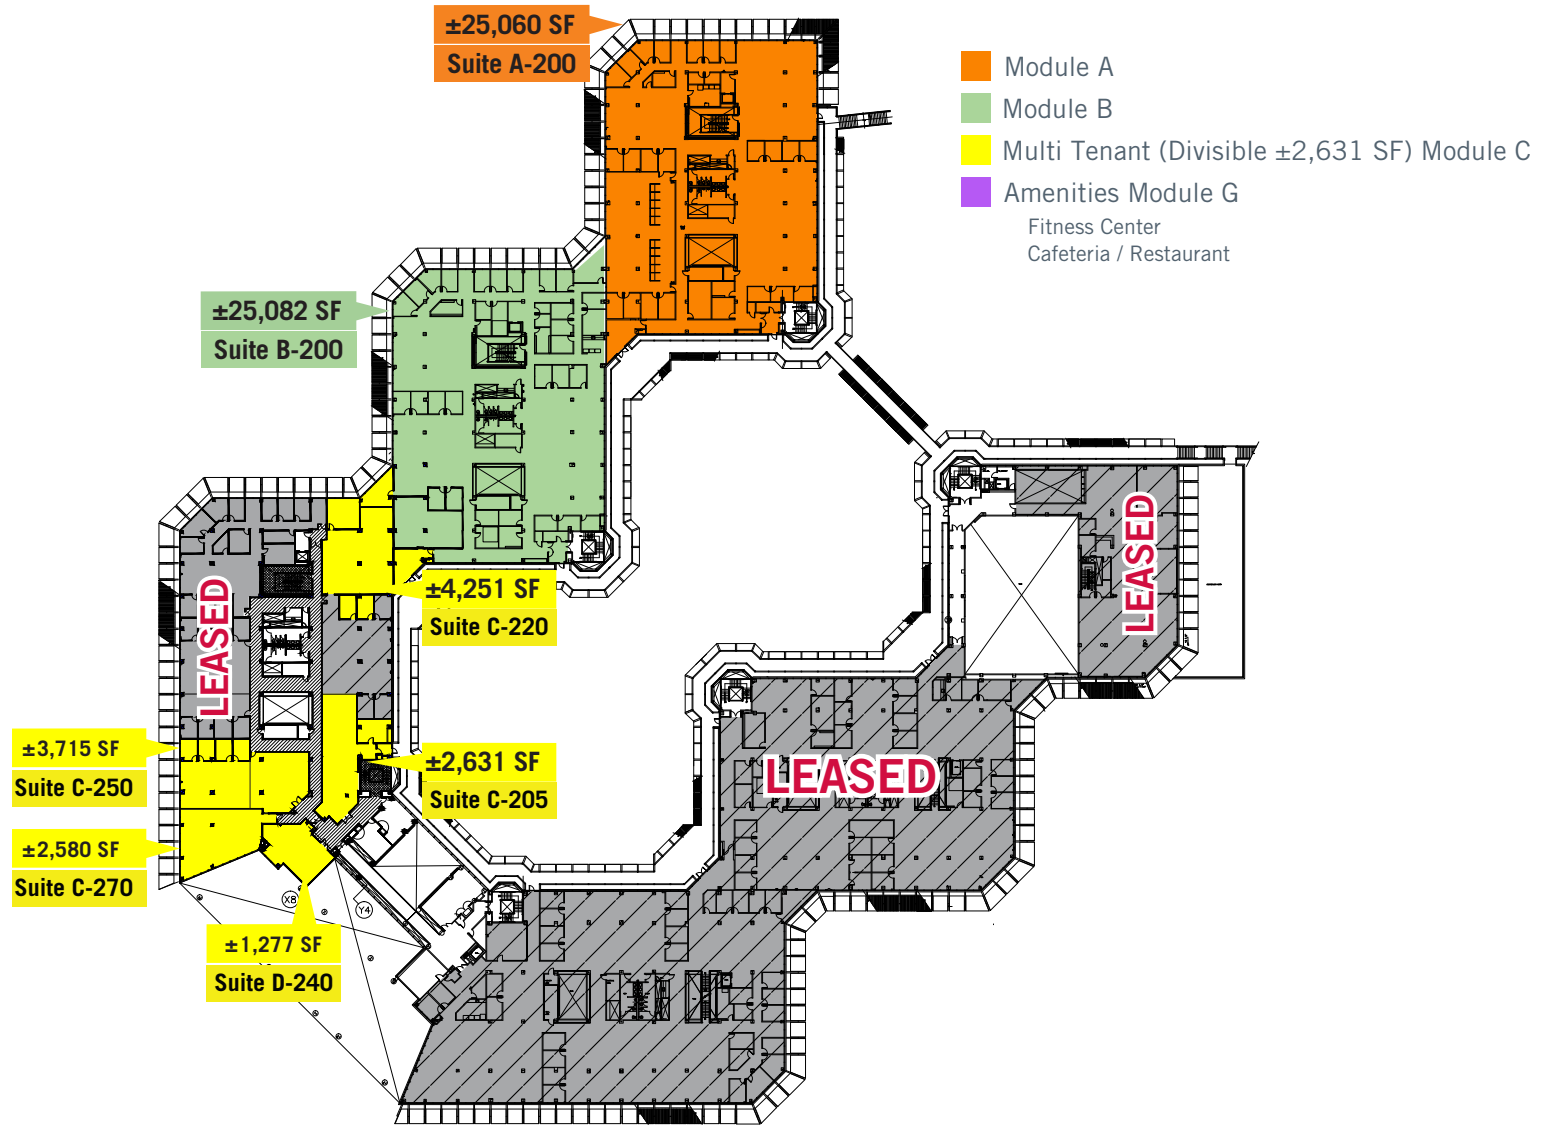 ±25,060 SF
Suite A-200
Module A
Module B
Multi Tenant (Divisible ±2,631 SF) Module C
Amenities Module G
Fitness Center
Cafeteria / Restaurant
±25,082 SF
Suite B-200
LEASED
±4,251 SF
Suite C-220
LEASED
±3,715 SF
Suite C-250
±2,631 SF
Suite C-205
LEASED
±2,580 SF
Suite C-270
X8
Y4
±1,277 SF
Suite D-240